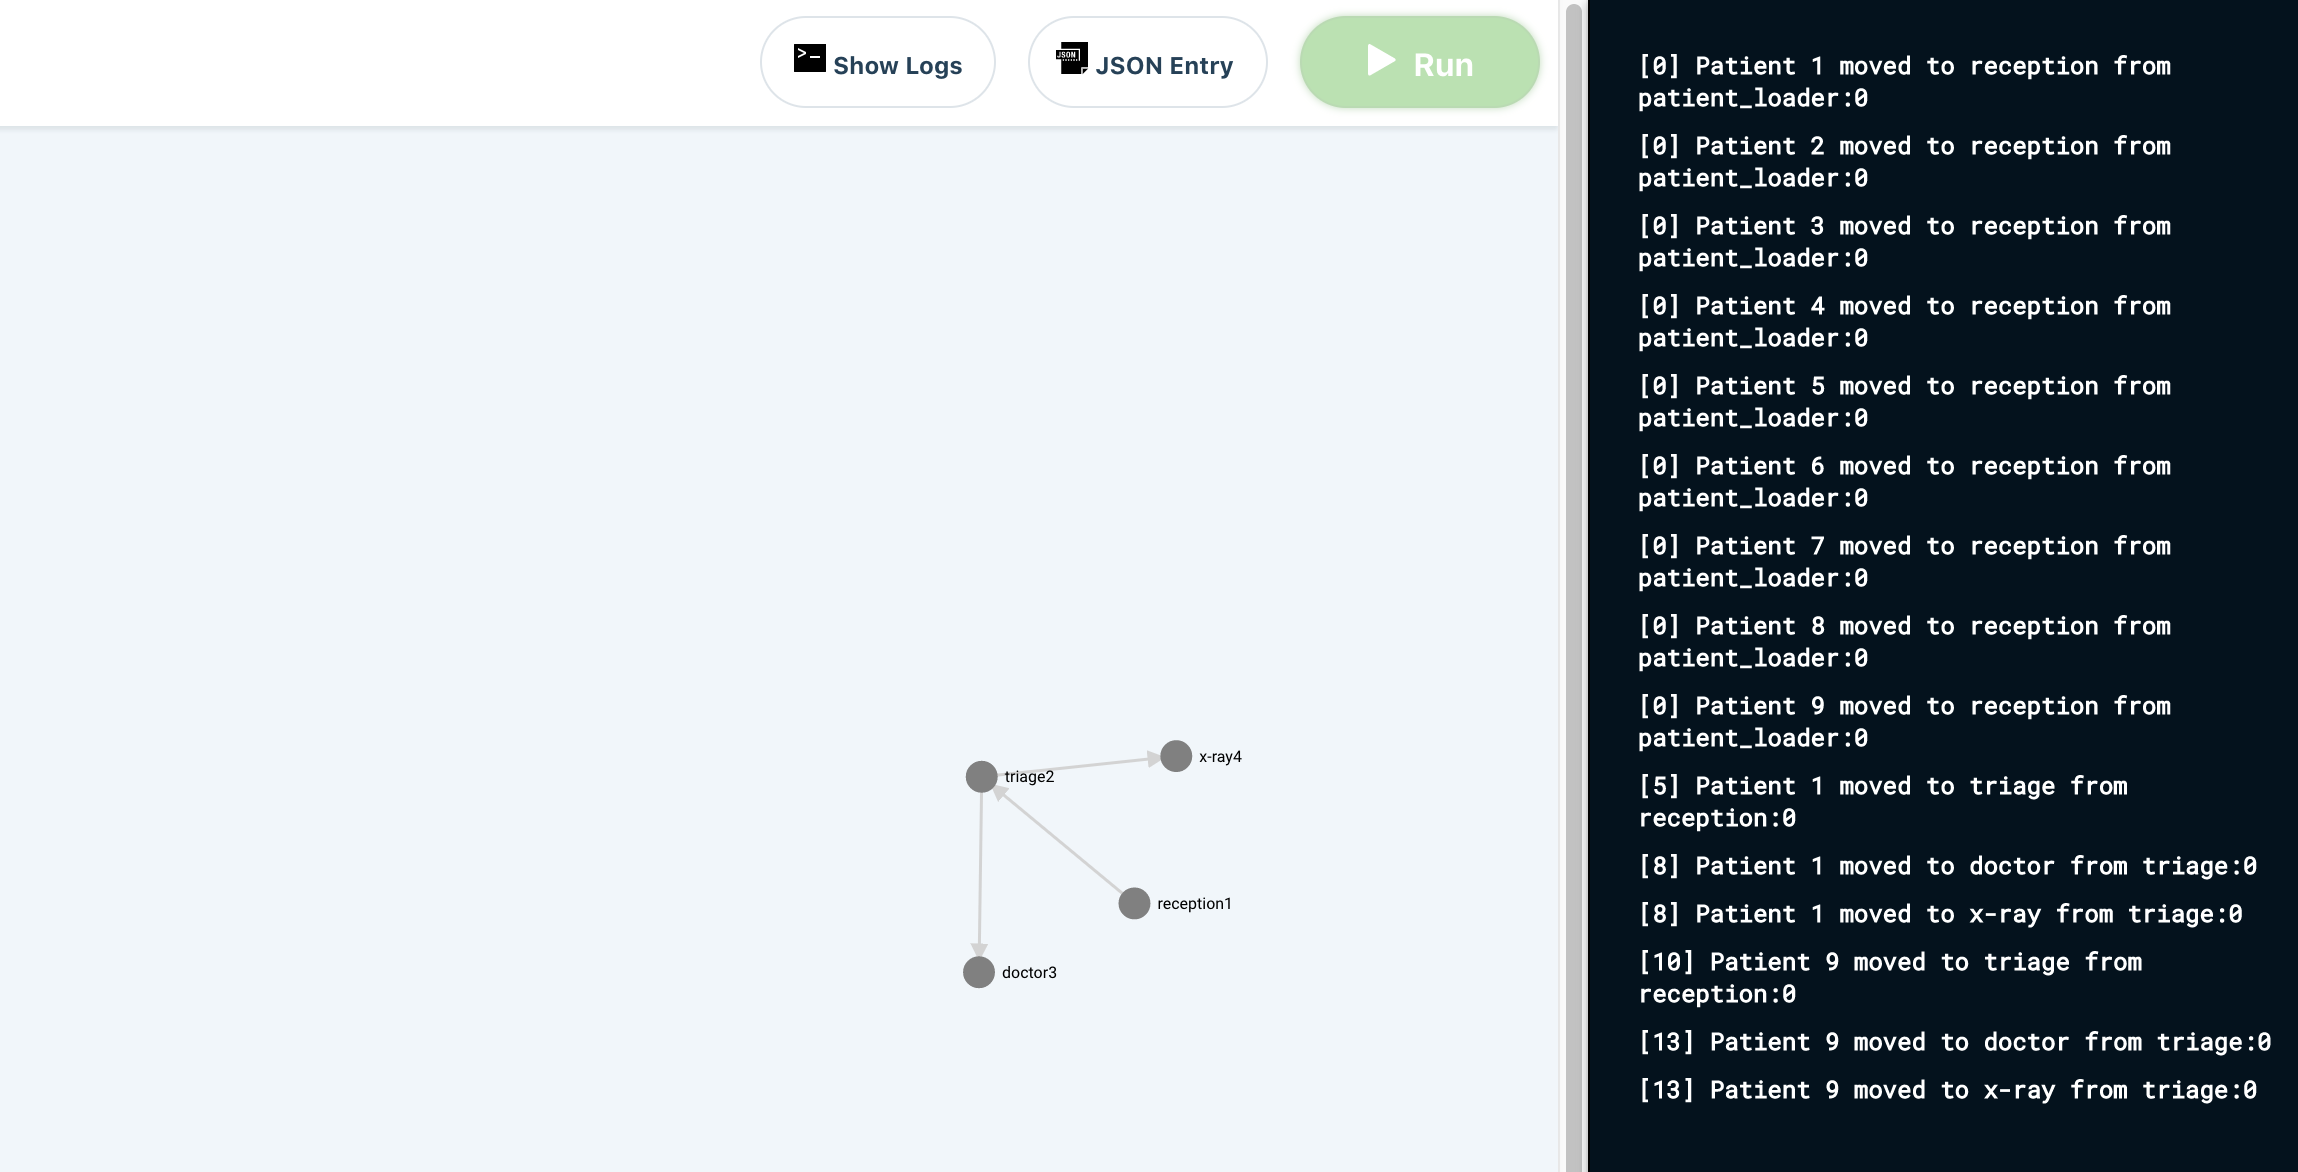 Show Logs
JSON
JSON Entry
Run
x-ray4
triage2
reception1
doctor3
[0] Patient 1 moved to reception from
patient_loader:0
[0] Patient 2 moved to reception from
patient_loader:0
[0] Patient 3 moved to reception from
patient_loader:0
[0] Patient 4 moved to reception from
patient_loader:0
[0] Patient 5 moved to reception from
patient_loader:0
[0] Patient 6 moved to reception from
patient_loader:0
[0] Patient 7 moved to reception from
patient_loader:0
[0] Patient 8 moved to reception from
patient_loader:0
[0] Patient 9 moved to reception from
patient_loader:0
[5] Patient 1 moved to triage from
reception:0
[8] Patient 1 moved to doctor from triage:0
[8] Patient 1 moved to x-ray from triage:0
[10] Patient 9 moved to triage from
reception:0
[13] Patient 9 moved to doctor from triage:0
[13] Patient 9 moved to x-ray from triage:0